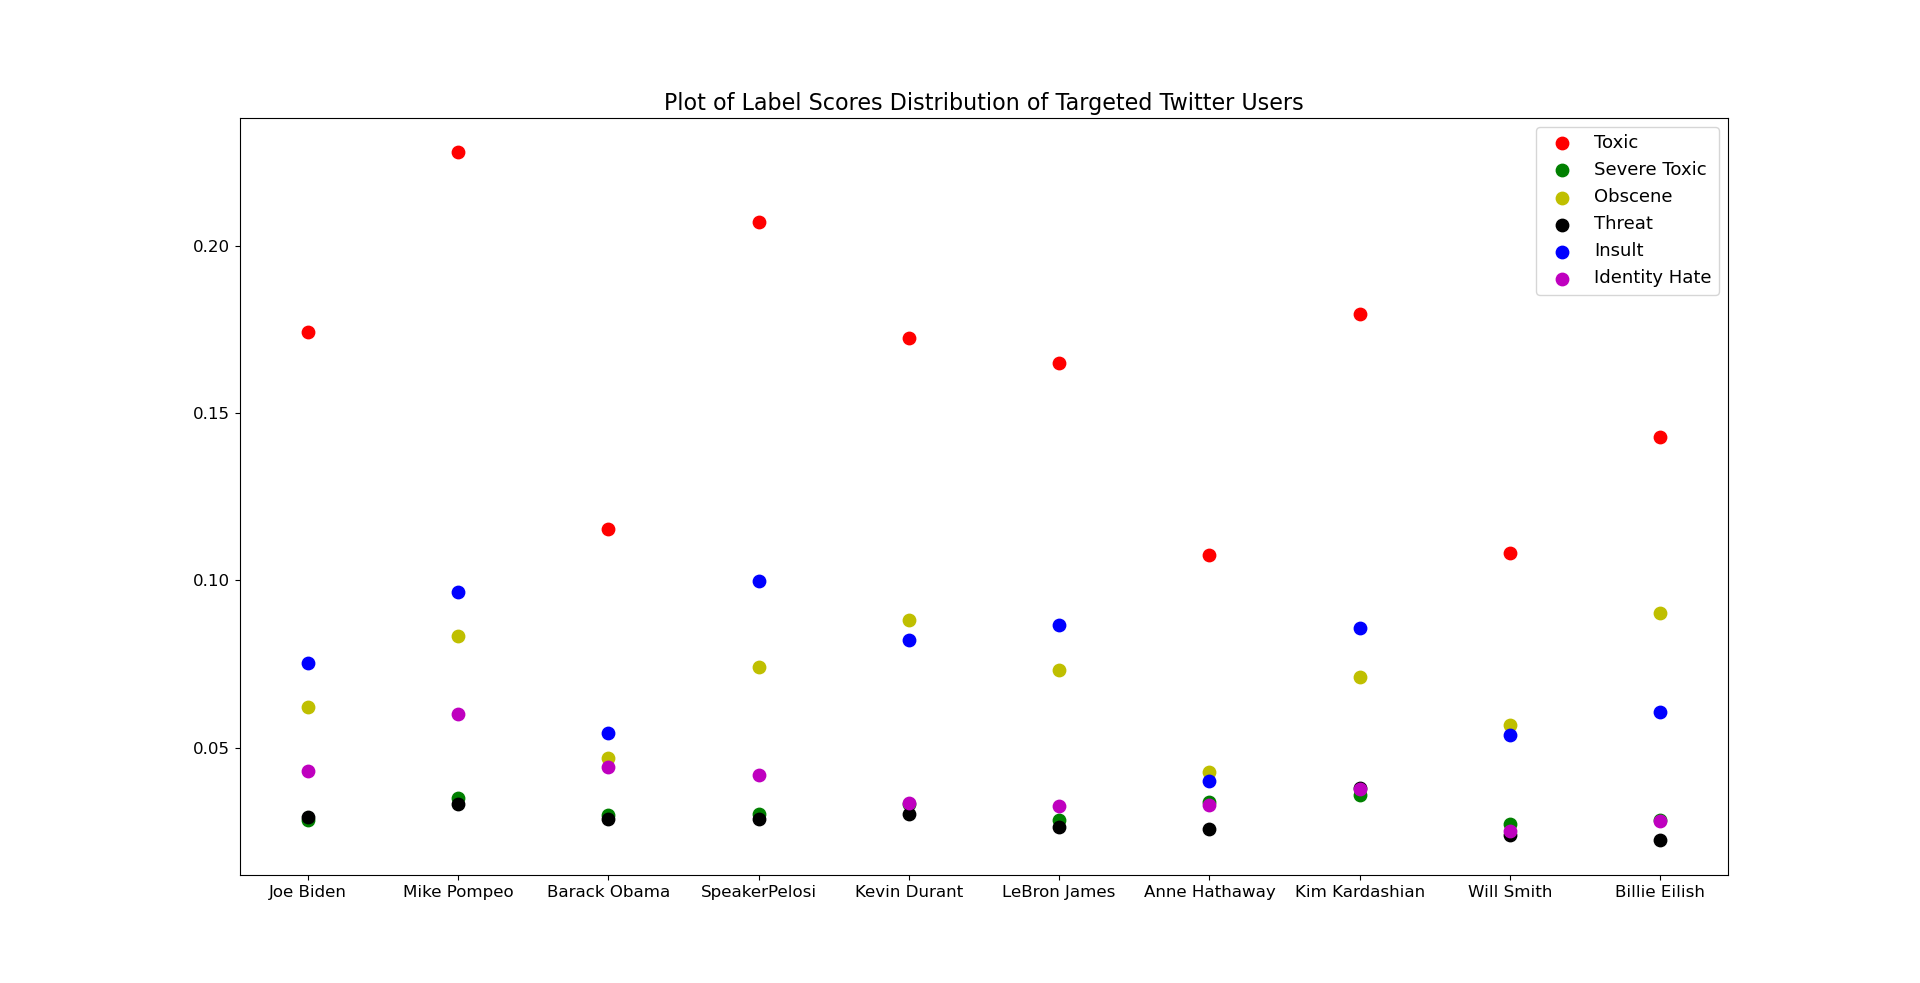 Plot of Label Scores Distribution of Targeted Twitter Users
Toxic
Severe Toxic
Obscene
Threat
Insult
Identity Hate
0.20
0.15
0.10
0.05
Joe Biden
Mike Pompeo
Barack Obama
SpeakerPelosi
Kevin Durant
LeBron James
Anne Hathaway
Kim Kardashian
Will Smith
Billie Eilish